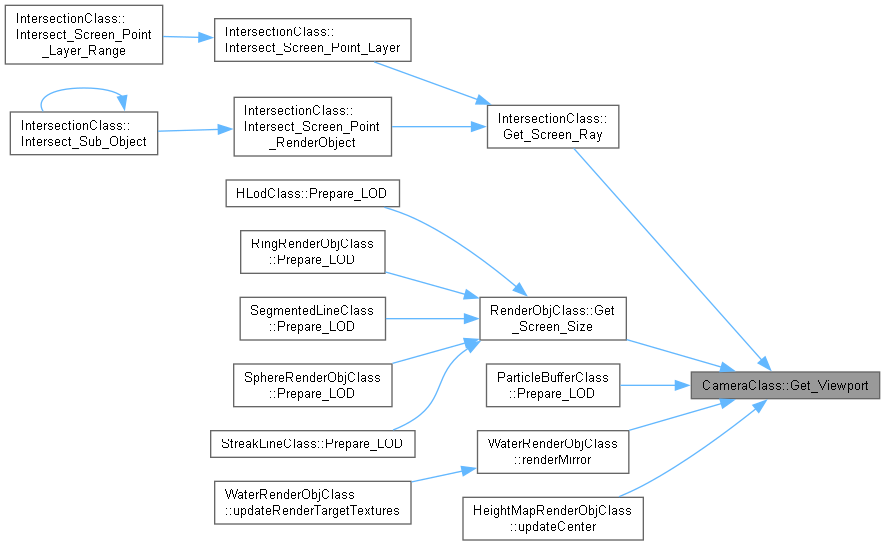 IntersectionClass::
Intersect_Screen_Point
_Layer_Range
IntersectionClass::
Intersect_Screen_Point_Layer
IntersectionClass::
Intersect_Sub_Object
IntersectionClass::
Intersect_Screen_Point
_RenderObject
IntersectionClass::
Get_Screen_Ray
HLodClass::Prepare_LOD
RingRenderObjClass
::Prepare_LOD
SegmentedLineClass
::Prepare_LOD
RenderObjClass::Get
_Screen_Size
SphereRenderObjClass
::Prepare_LOD
ParticleBufferClass
::Prepare_LOD
CameraClass::Get_Viewport
StreakLineClass::Prepare_LOD
WaterRenderObjClass
::renderMirror
WaterRenderObjClass
::updateRenderTargetTextures
HeightMapRenderObjClass
::updateCenter